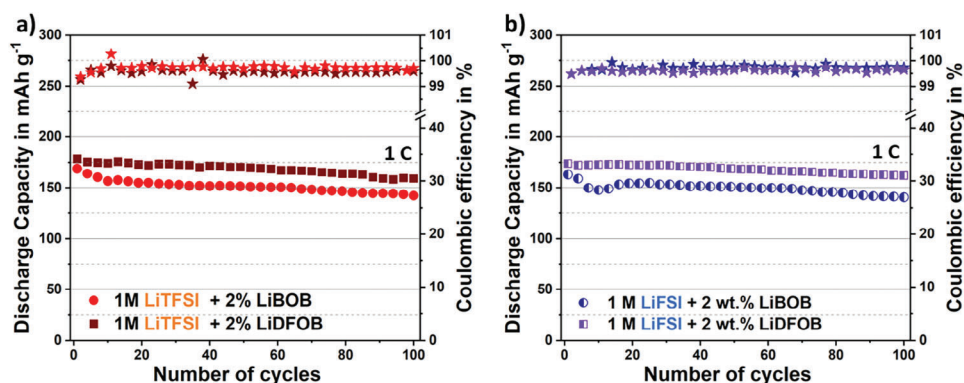 a)
300
250
200
150
100
50
0
Discharge Capacity in mAh g-1
101
100
99
40
30
20
10
0
Coulombic efficiency in %
1 C
1M LiTFSI + 2% LiBOB
1M LiTFSI + 2% LiDFOB
0 20 40 60 80 100
Number of cycles
b)
300
250
200
150
100
50
0
Discharge Capacity in mAh g-1
101
100
99
40
30
20
10
0
Coulombic efficiency in %
1 C
1 M LiFSI + 2 wt.% LiBOB
1 M LiFSI + 2 wt.% LiDFOB
0 20 40 60 80 100
Number of cycles